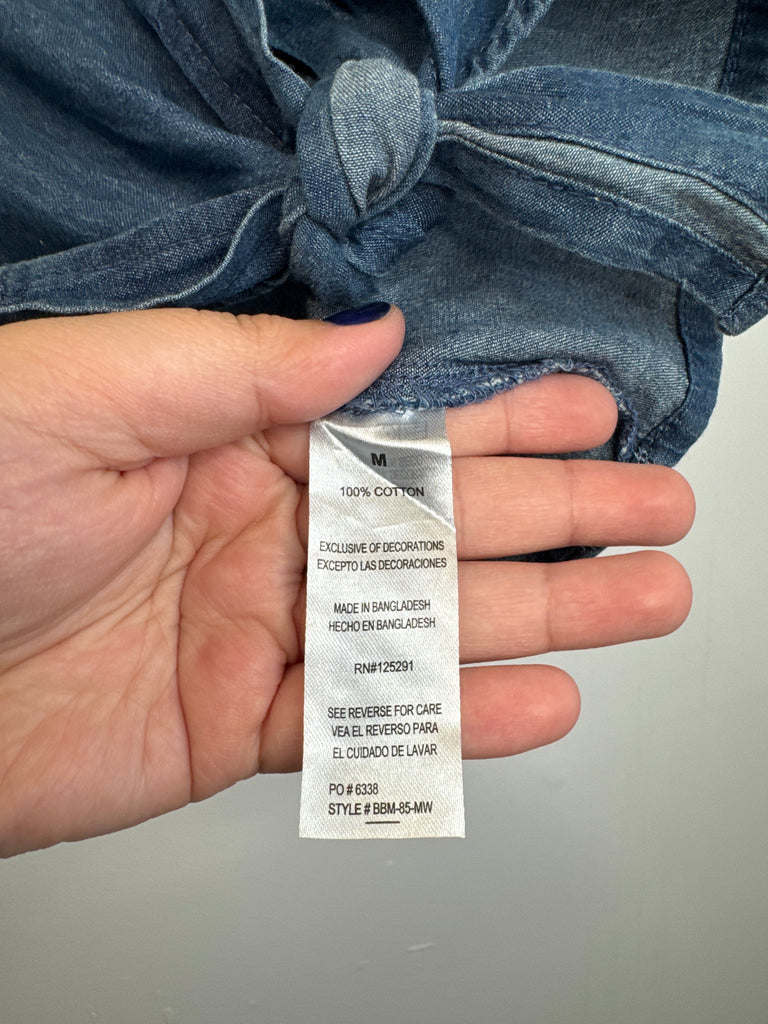 M
100% COTTON
EXCLUSIVE OF DECORATIONS
EXCEPTO LAS DECORACIONES
MADE IN BANGLADESH
HECHO EN BANGLADESH
RN#125291
SEE REVERSE FOR CARE
VEA EL REVERSO PARA
EL CUIDADO DE LAVAR
PO # 6338
STYLE # BBM-85-MW